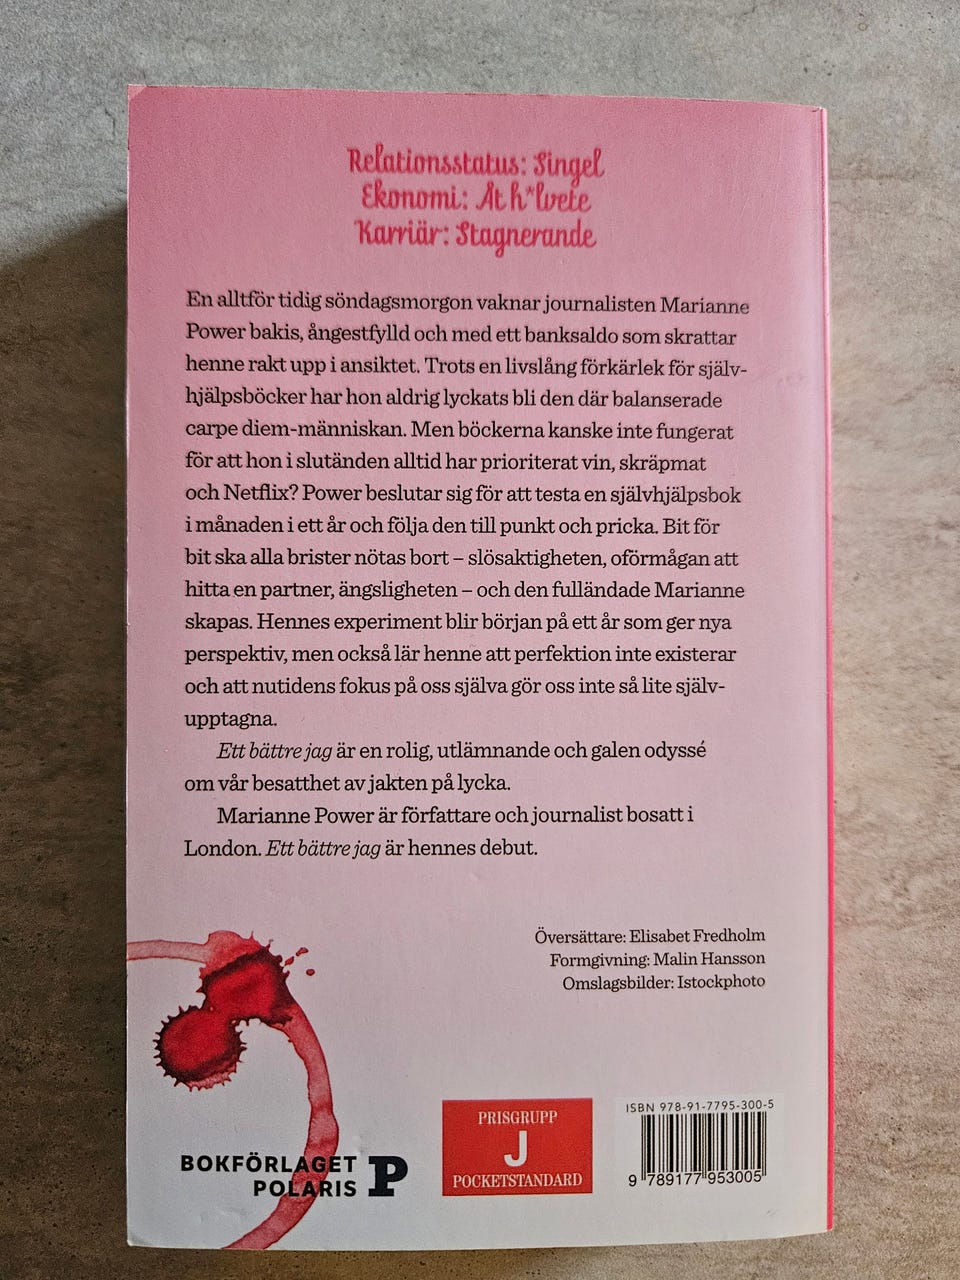 Relationsstatus: Singel
Ekonomi: Åt h*lvete
Karriär: Stagnerande
En alltför tidig söndagsmorgon vaknar journalisten Marianne
Power bakis, ångestfylld och med ett banksaldo som skrattar
henne rakt upp i ansiktet. Trots en livslång förkärlek för själv-
hjälpsböcker har hon aldrig lyckats bli den där balanserade
carpe diem-människan. Men böckerna kanske inte fungerat
för att hon i slutänden alltid har prioriterat vin, skräpmat
och Netflix? Power beslutar sig för att testa en självhjälpsbok
i månaden i ett år och följa den till punkt och pricka. Bit för
bit ska alla brister nötas bort – slösaktigheten, oförmågan att
hitta en partner, ängsligheten – och den fulländade Marianne
skapas. Hennes experiment blir början på ett år som ger nya
perspektiv, men också lär henne att perfektion inte existerar
och att nutidens fokus på oss själva gör oss inte så lite själv-
upptagna.
Ett bättre jag är en rolig, utlämnande och galen odyssé
om vår besatthet av jakten på lycka.
Marianne Power är författare och journalist bosatt i
London. Ett bättre jag är hennes debut.
Översättare: Elisabet Fredholm
Formgivning: Malin Hansson
Omslagsbilder: Istockphoto
BOKFÖRLAGET
POLARIS P
PRISGRUPP
J
POCKETSTANDARD
ISBN 978-91-7795-300-5
9 789177 953005